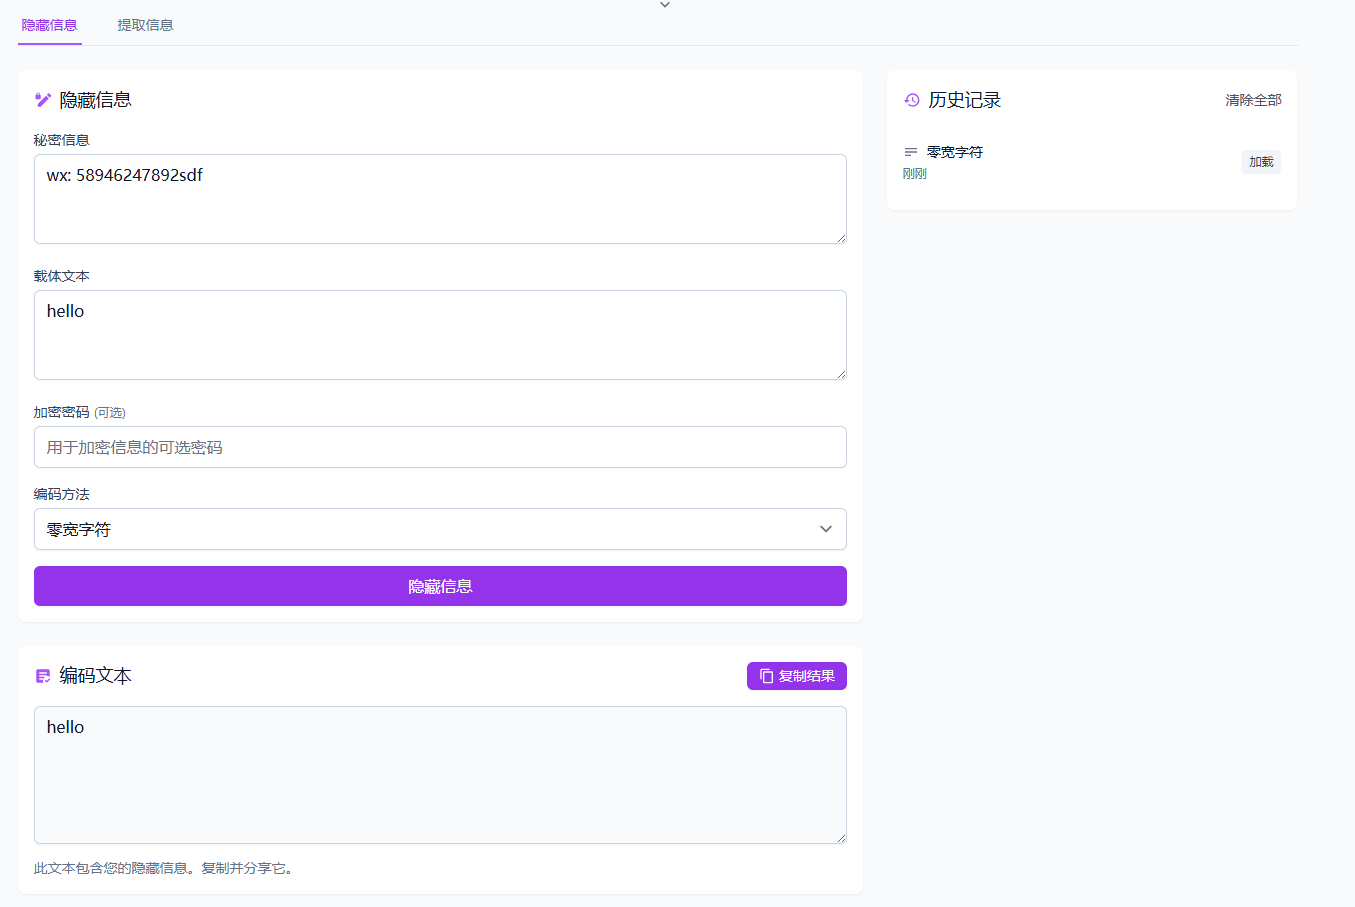 隐藏信息
提取信息
隐藏信息
秘密信息
wx: 58946247892sdf
载体文本
hello
加密密码 (可选)
用于加密信息的可选密码
编码方法
零宽字符
隐藏信息
编码文本
复制结果
hello
此文本包含您的隐藏信息。复制并分享它。
历史记录
清除全部
零宽字符
刚刚
加载